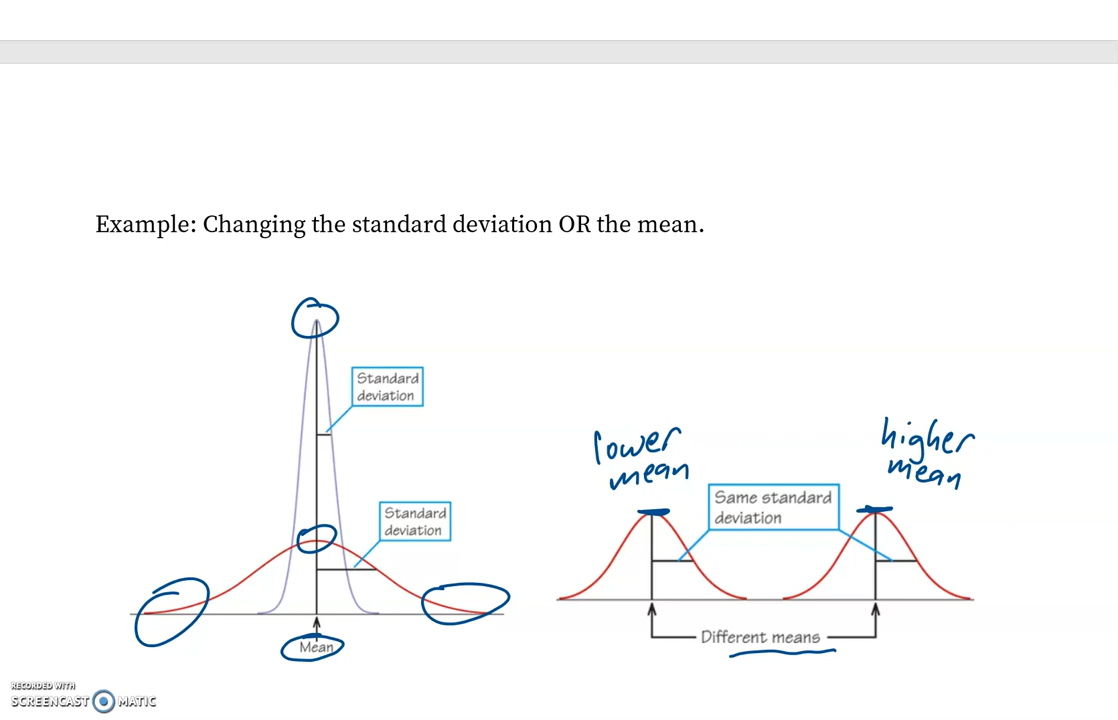 Example: Changing the standard deviation OR the mean.
Standard
deviation
Standard
deviation
Mean
lower
mean
higher
mean
Same standard
deviation
Different means
RECORDED WITH
SCREENCAST MATIC